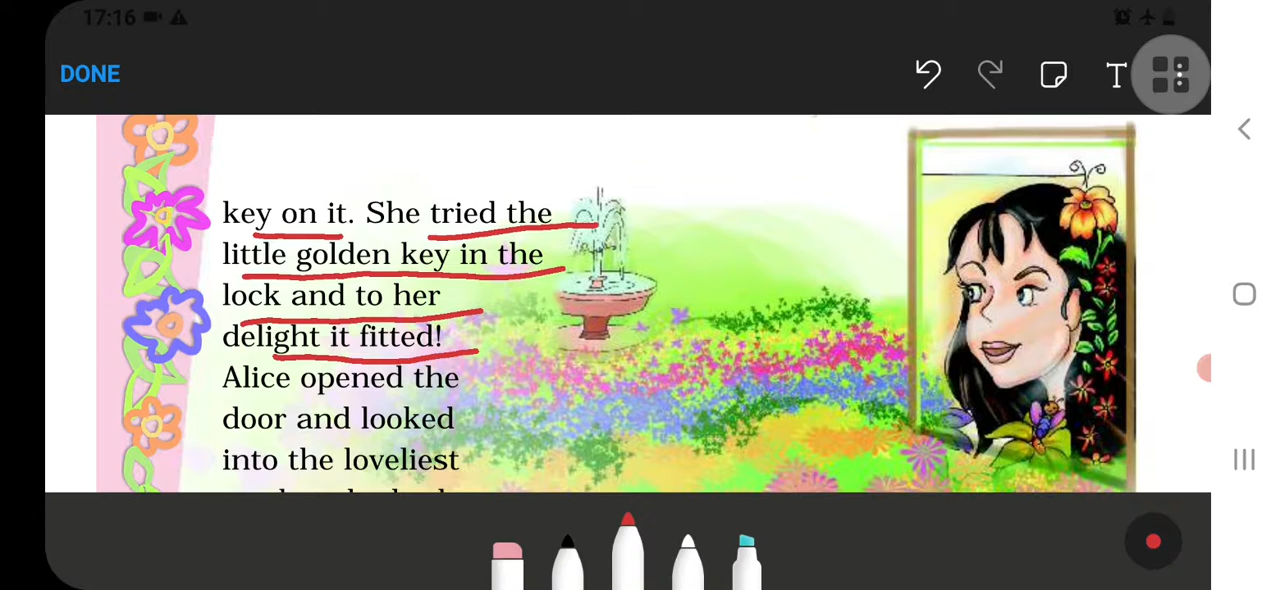 17:16
DONE
T
key on it. She tried the
little golden key in the
lock and to her
delight it fitted!
Alice opened the
door and looked
into the loveliest